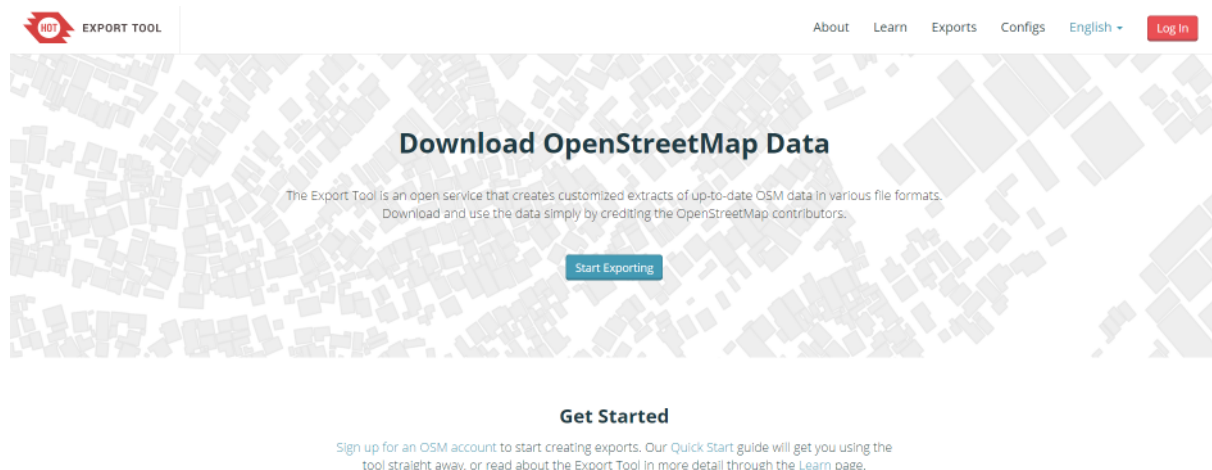 HOT EXPORT TOOL About Learn Exports Configs English Log In
Download OpenStreetMap Data
The Export Tool is an open service that creates customized extracts of up-to-date OSM data in various file formats.
Download and use the data simply by crediting the OpenStreetMap contributors.
Start Exporting
Get Started
Sign up for an OSM account to start creating exports. Our Quick Start guide will get you using the
tool straight away, or read about the Export Tool in more detail through the Learn page.